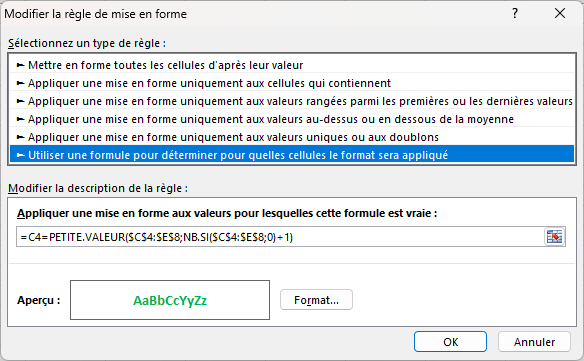 Modifier la règle de mise en forme
?
Sélectionnez un type de règle :
► Mettre en forme toutes les cellules d'après leur valeur
► Appliquer une mise en forme uniquement aux cellules qui contiennent
► Appliquer une mise en forme uniquement aux valeurs rangées parmi les premières ou les dernières valeurs
► Appliquer une mise en forme uniquement aux valeurs au-dessus ou en dessous de la moyenne
► Appliquer une mise en forme uniquement aux valeurs uniques ou aux doublons
► Utiliser une formule pour déterminer pour quelles cellules le format sera appliqué
Modifier la description de la règle :
Appliquer une mise en forme aux valeurs pour lesquelles cette formule est vraie :
=C4=PETITE.VALEUR($C$4:$E$8;NB.SI($C$4:$E$8;0)+1)
Aperçu :
AaBbCcYyZz
Format...
OK
Annuler